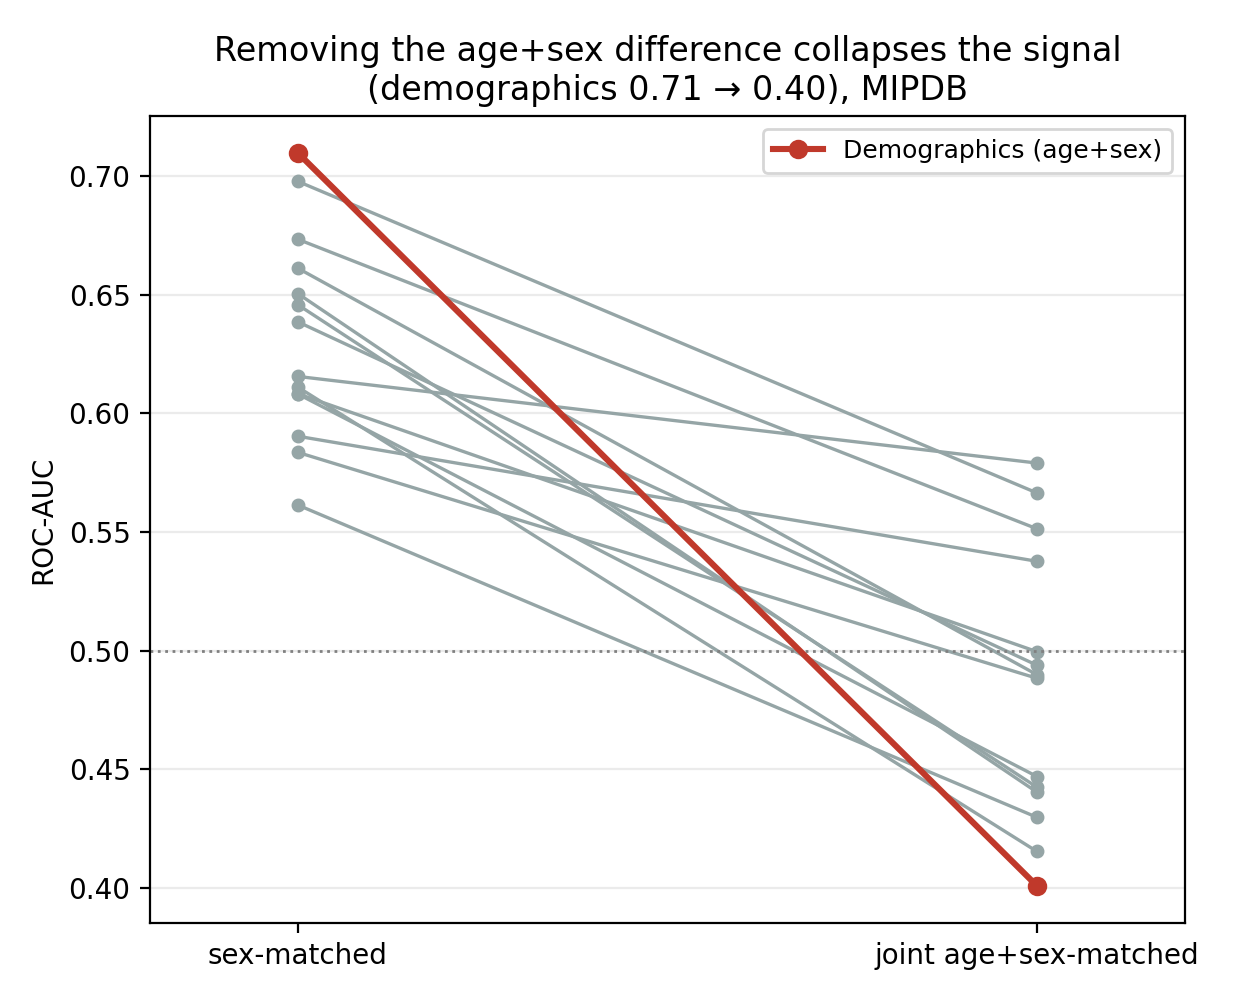 Removing the age+sex difference collapses the signal
(demographics 0.71 → 0.40), MIPDB
Demographics (age+sex)
ROC-AUC
0.70
0.65
0.60
0.55
0.50
0.45
0.40
sex-matched
joint age+sex-matched